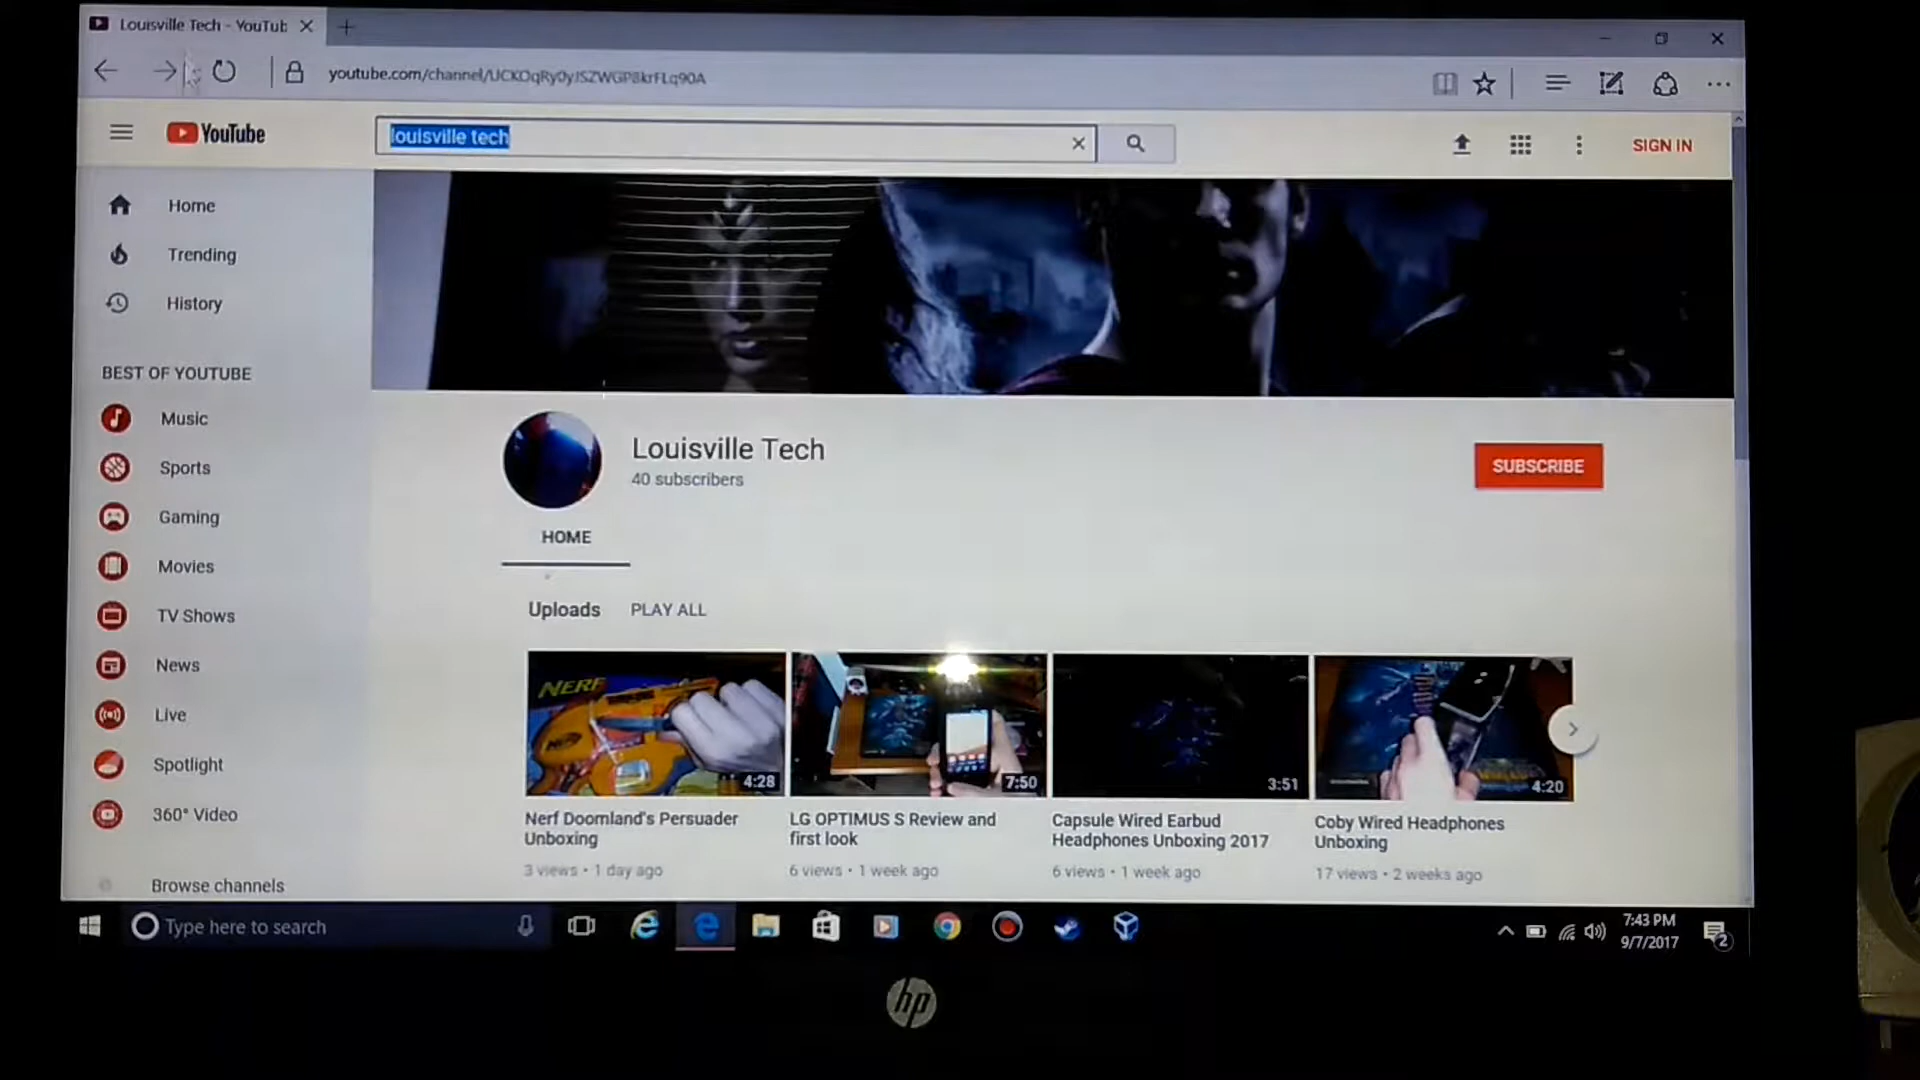 Louisville Tech - YouTub
youtube.com/channel/
YouTube
louisville tech
SIGN IN
Home
Trending
History
BEST OF YOUTUBE
Music
Sports
Gaming
Movies
TV Shows
News
Live
Spotlight
360° Video
Browse channels
Louisville Tech
40 subscribers
SUBSCRIBE
HOME
Uploads PLAY ALL
NERF
4:28
7:50
3:51
4:20
Nerf Doomland's Persuader
Unboxing
3 views • 1 day ago
LG OPTIMUS S Review and
first look
6 views • 1 week ago
Capsule Wired Earbud
Headphones Unboxing 2017
6 views • 1 week ago
Coby Wired Headphones
Unboxing
17 views • 2 weeks ago
Type here to search
7:43 PM
9/7/2017
2
hp